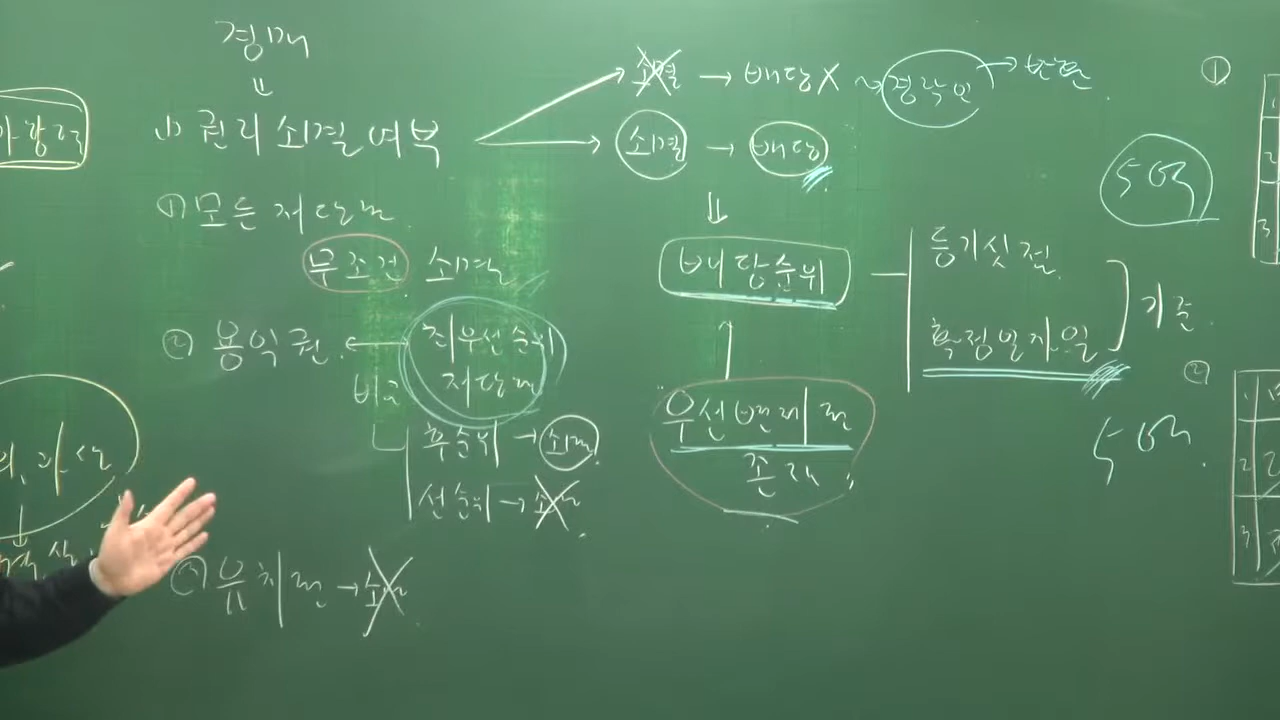 경매
1) 권리 소멸 여부
소멸 → 배당 X
경락인 →
소멸 → 배당
① 모든 저당권
무조건 소멸
② 용익권 ← 최우선순위
비교 저당권
후순위 → 소멸
선순위 → 소멸
③ 유치권 → 소멸
배당순위
우선변제권
존재
등기시점
확정일자일
기준
5억
5억
①
②
1
2
3